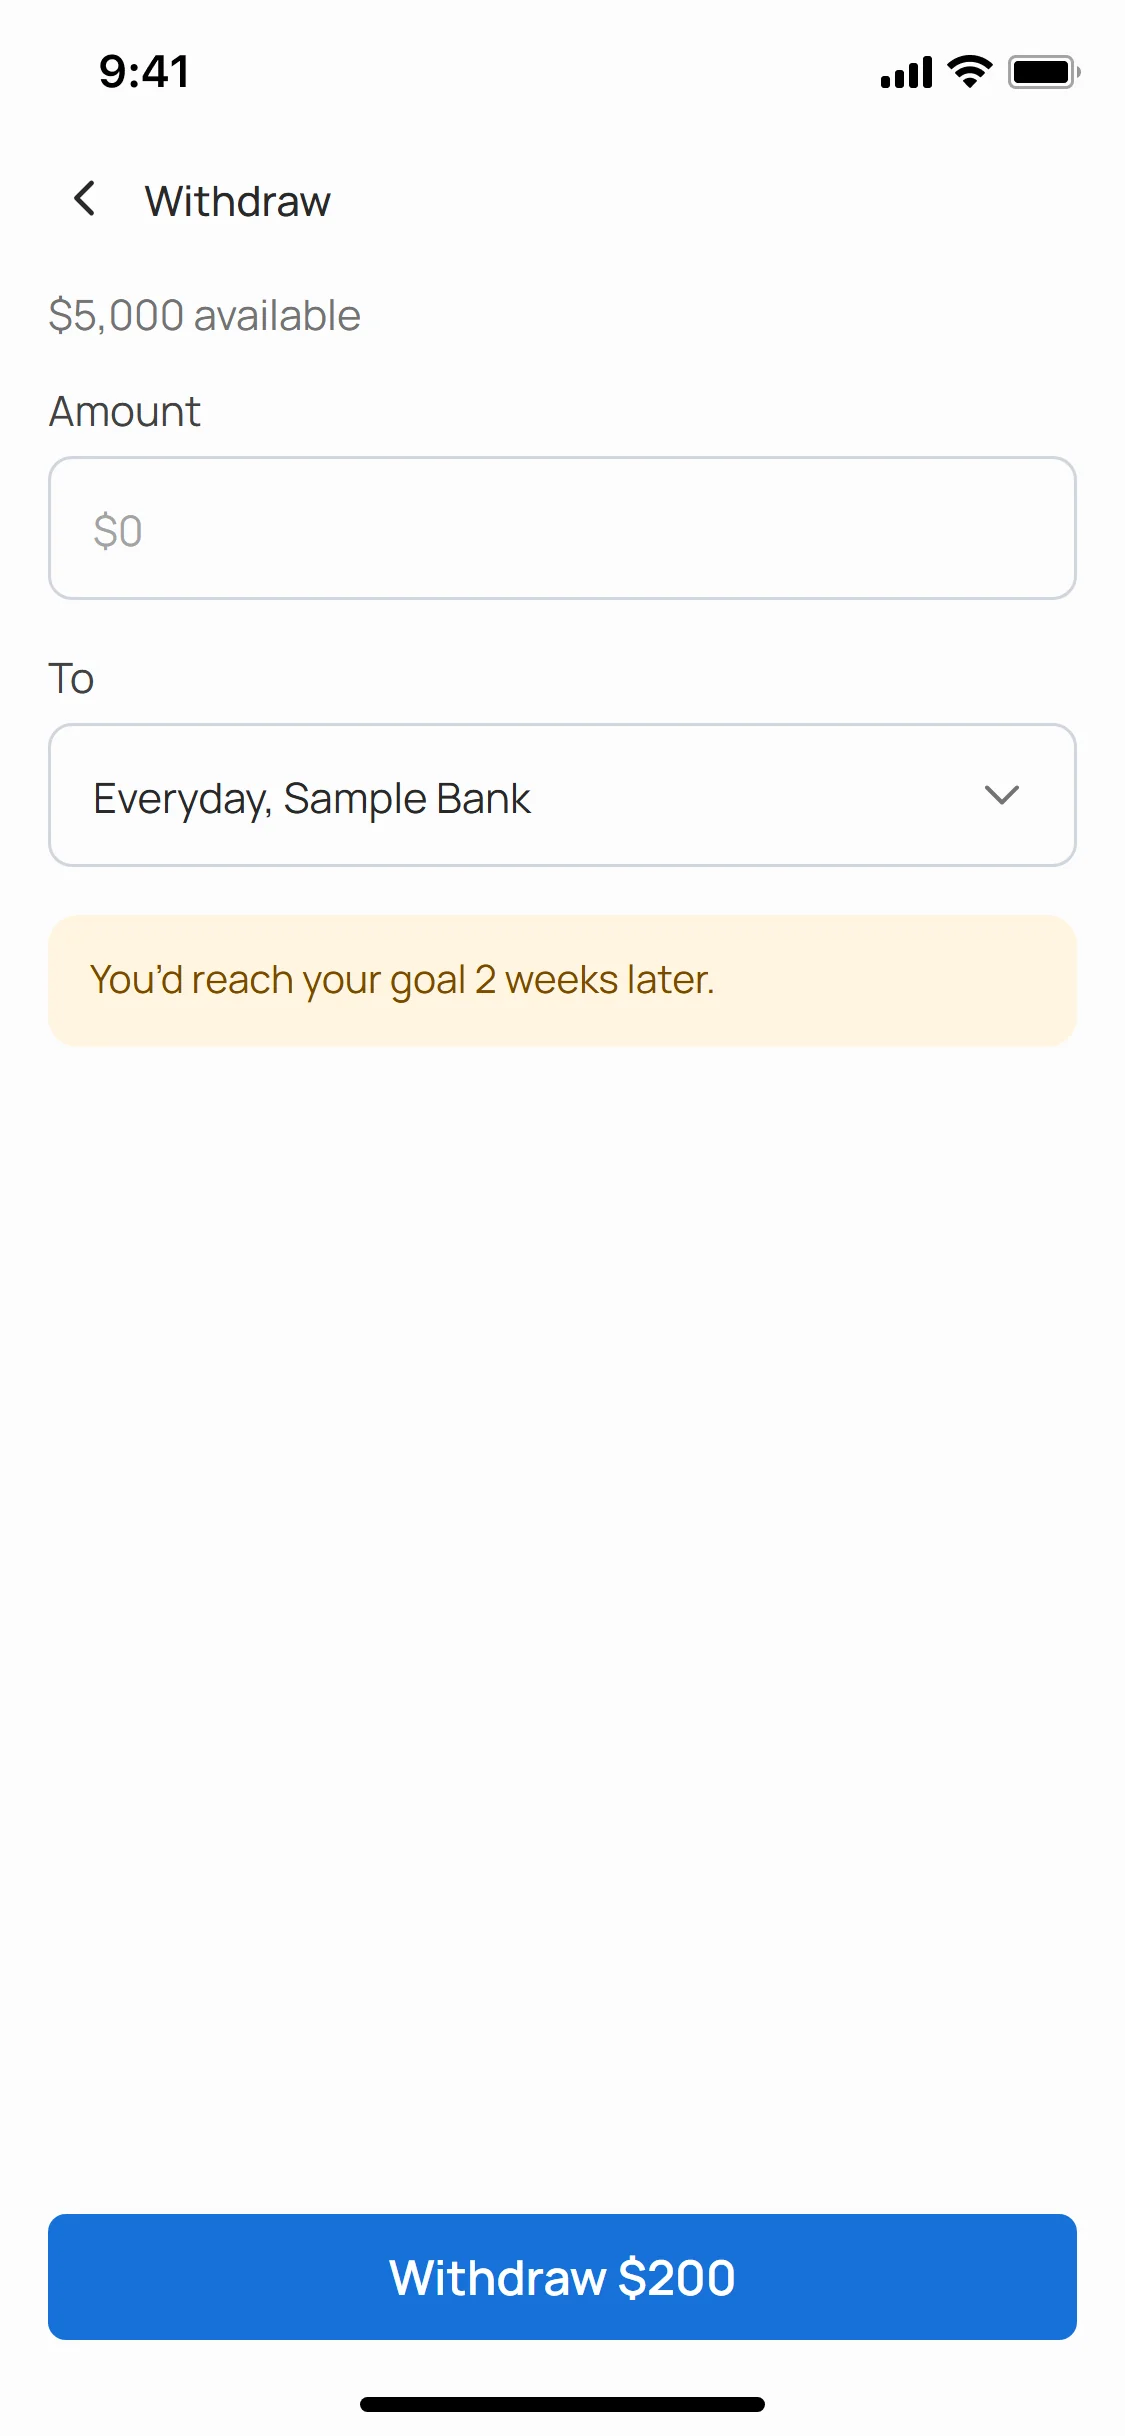 9:41
Withdraw
$5,000 available
Amount
$0
To
Everyday, Sample Bank
You’d reach your goal 2 weeks later.
Withdraw $200